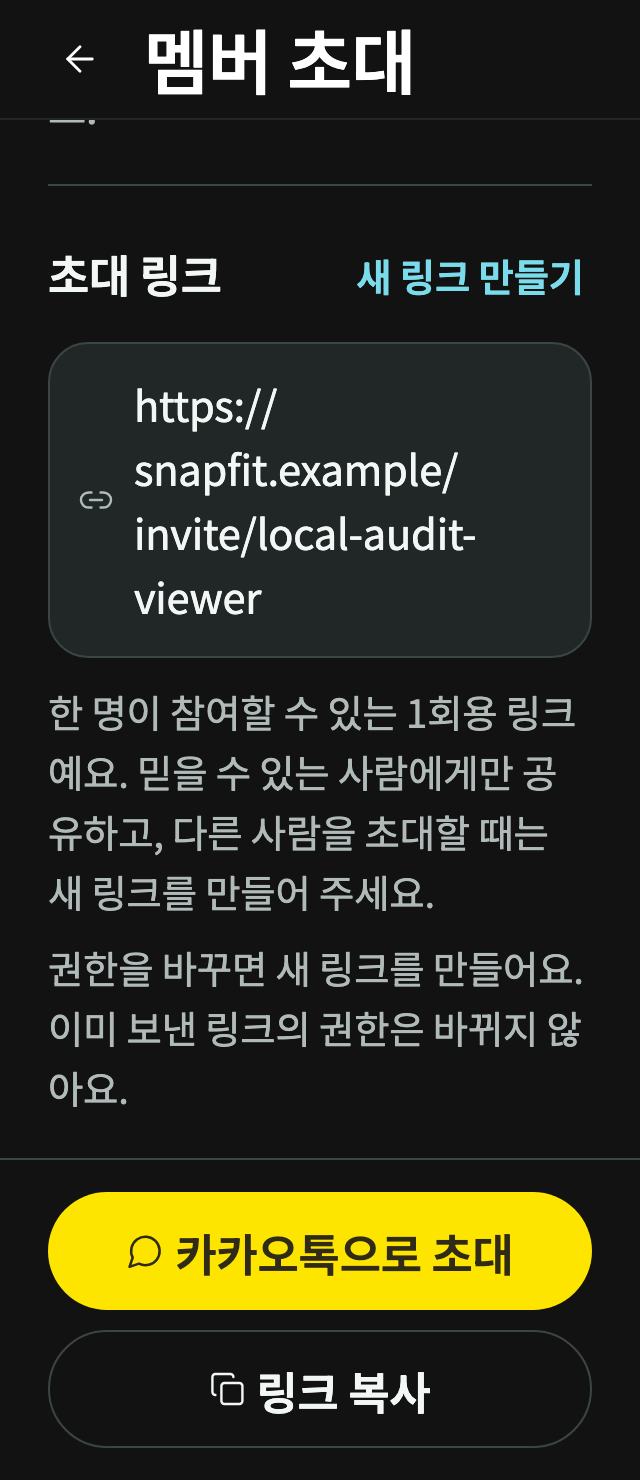 멤버 초대
초대 링크
새 링크 만들기
https://
snapfit.example/
invite/local-audit-
viewer
한 명이 참여할 수 있는 1회용 링크
예요. 믿을 수 있는 사람에게만 공
유하고, 다른 사람을 초대할 때는
새 링크를 만들어 주세요.
권한을 바꾸면 새 링크를 만들어요.
이미 보낸 링크의 권한은 바뀌지 않
아요.
카카오톡으로 초대
링크 복사